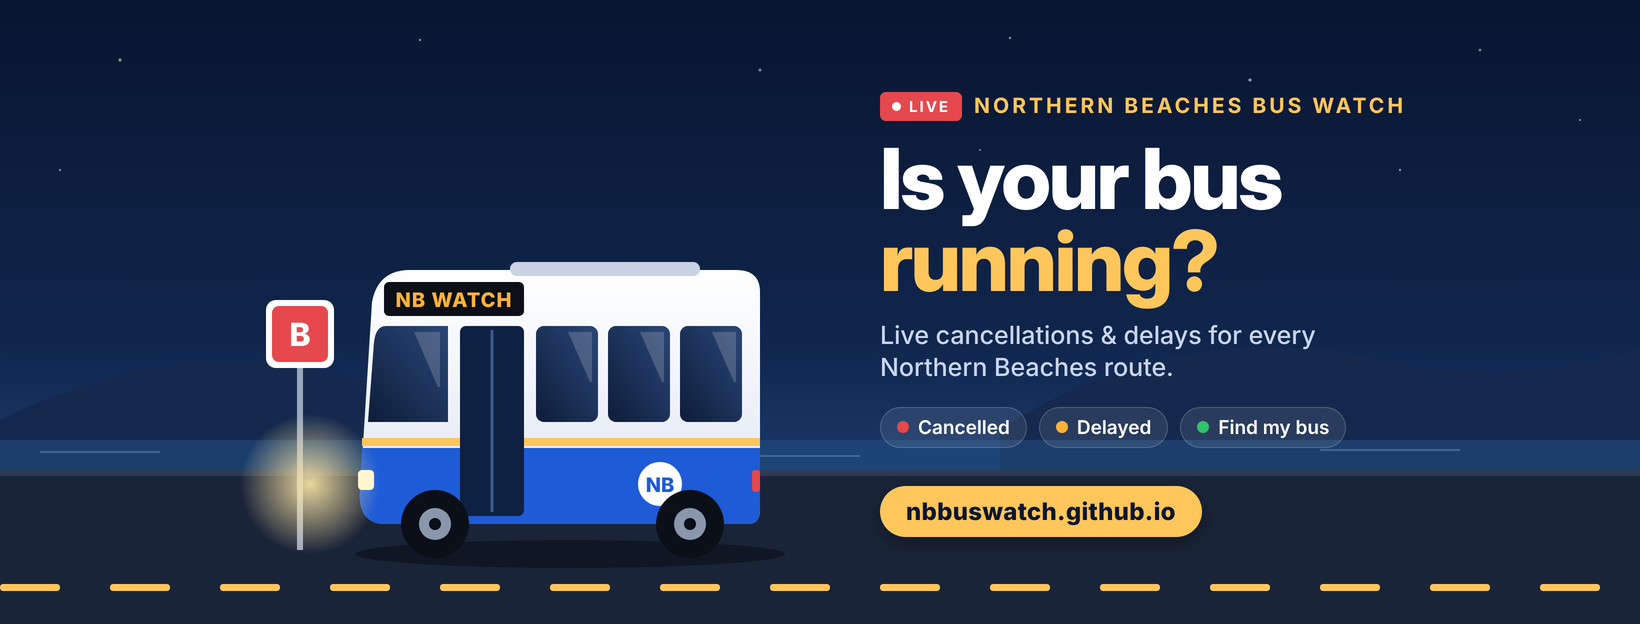 LIVE NORTHERN BEACHES BUS WATCH
Is your bus
running?
Live cancellations & delays for every
Northern Beaches route.
Cancelled Delayed Find my bus
nbbuswatch.github.io
NB WATCH
B
NB